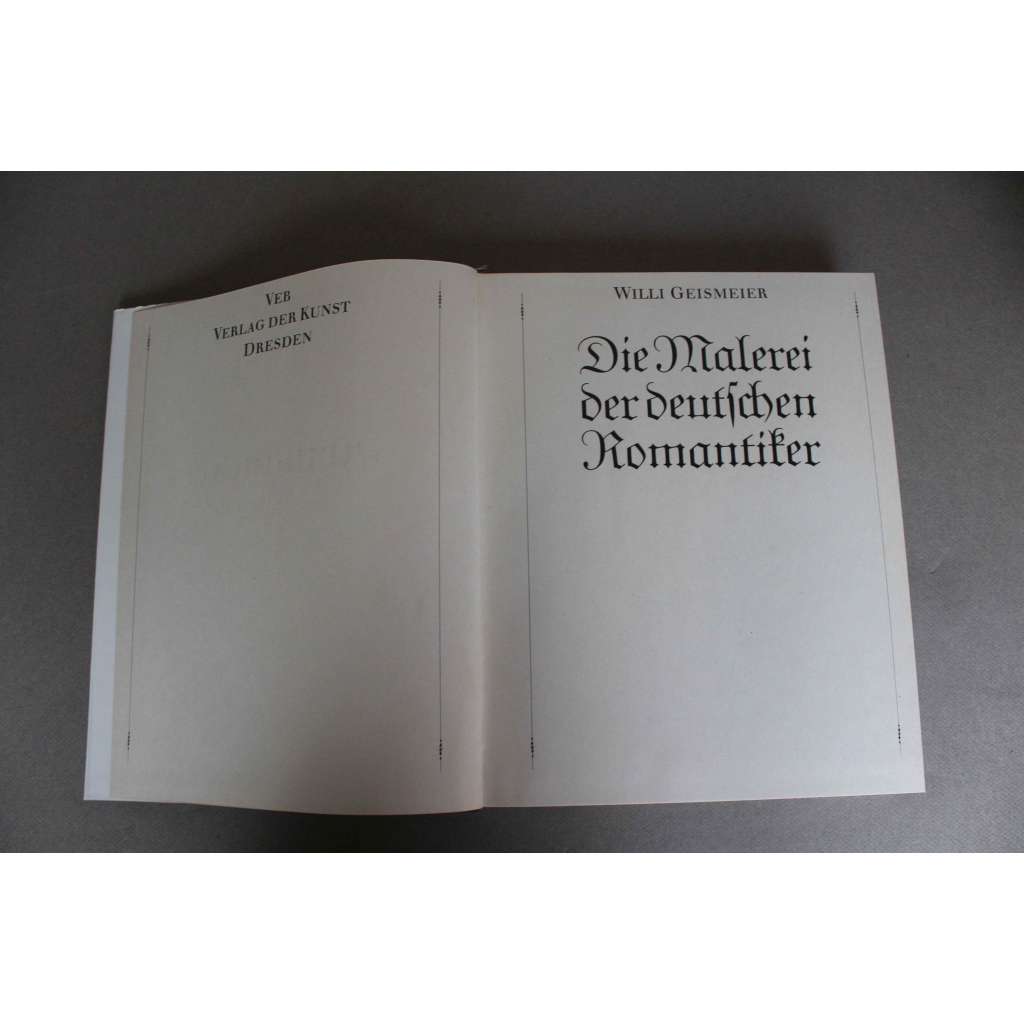 VEB
VERLAG DER KUNST
DRESDEN
WILLI GEISMEIER
Die Malerei
der deutſchen
Romantiker